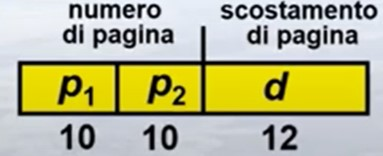 numero
di pagina
scostamento
di pagina
p1 p2 d
10 10 12